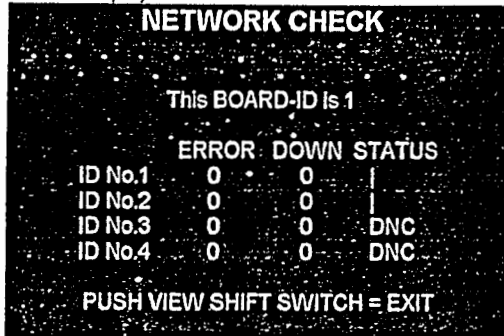 NETWORK CHECK
This BOARD-ID is 1
ERROR DOWN STATUS
ID No.1 0 0 |
ID No.2 0 0 |
ID No.3 0 0 DNC
ID No.4 0 0 DNC
PUSH VIEW SHIFT SWITCH = EXIT